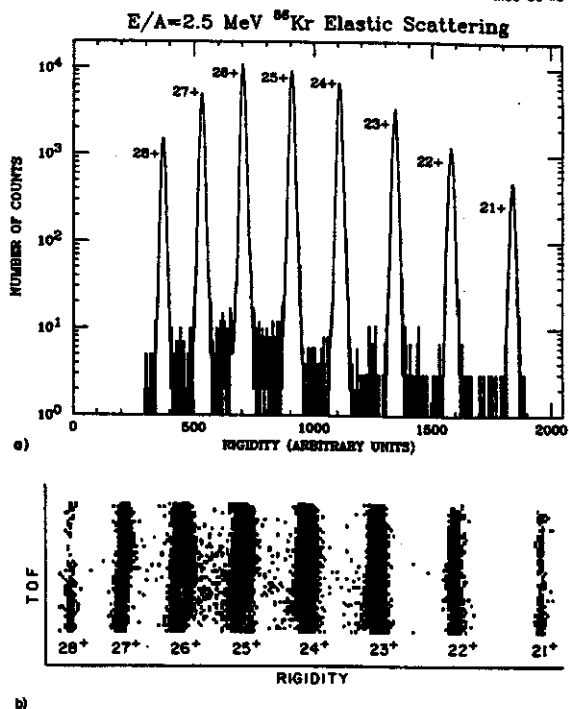 E/A=2.5 MeV ⁸⁶Kr Elastic Scattering
NUMBER OF COUNTS
10⁴
10³
10²
10¹
10⁰
28+
27+
26+
25+
24+
23+
22+
21+
0 500 1000 1500 2000
RIGIDITY (ARBITRARY UNITS)
a)
TOF
28⁺ 27⁺ 26⁺ 25⁺ 24⁺ 23⁺ 22⁺ 21⁺
RIGIDITY
b)